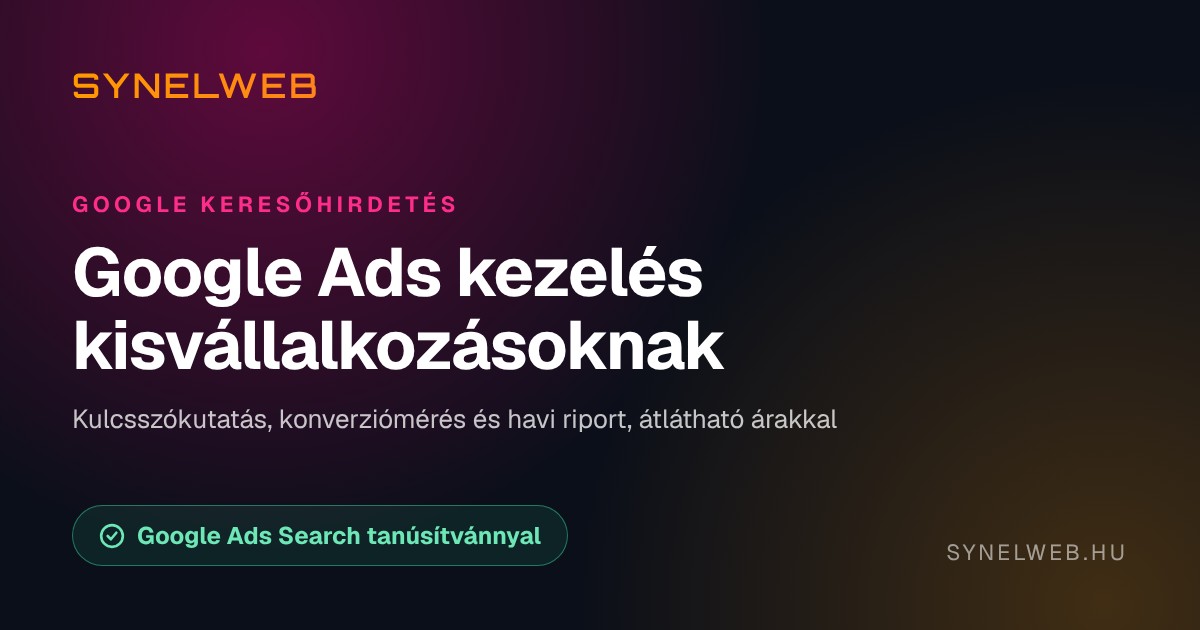 SYNELWEB
GOOGLE KERESŐHIRDETÉS
Google Ads kezelés
kisvállalkozásoknak
Kulcsszókutatás, konverziómérés és havi riport, átlátható árakkal
Google Ads Search tanúsítvánnyal
SYNELWEB.HU